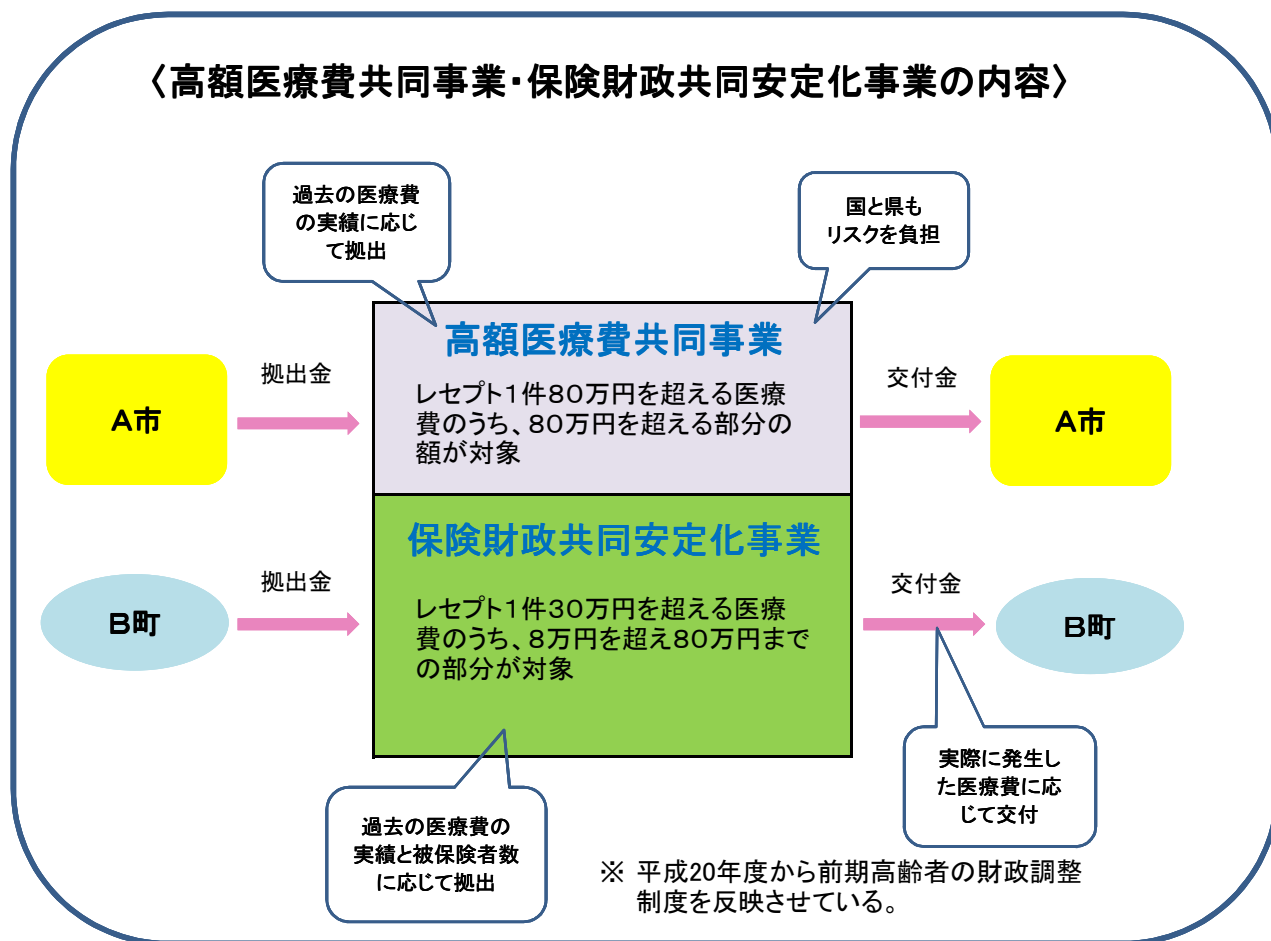 〈高額医療費共同事業・保険財政共同安定化事業の内容〉
過去の医療費
の実績に応じ
て拠出
国と県も
リスクを負担
高額医療費共同事業
レセプト1件80万円を超える医療
費のうち、80万円を超える部分の
額が対象
A市
拠出金
交付金
A市
保険財政共同安定化事業
レセプト1件30万円を超える医療
費のうち、8万円を超え80万円まで
の部分が対象
B町
拠出金
交付金
B町
実際に発生し
た医療費に応
じて交付
過去の医療費の
実績と被保険者数
に応じて拠出
※ 平成20年度から前期高齢者の財政調整
制度を反映させている。